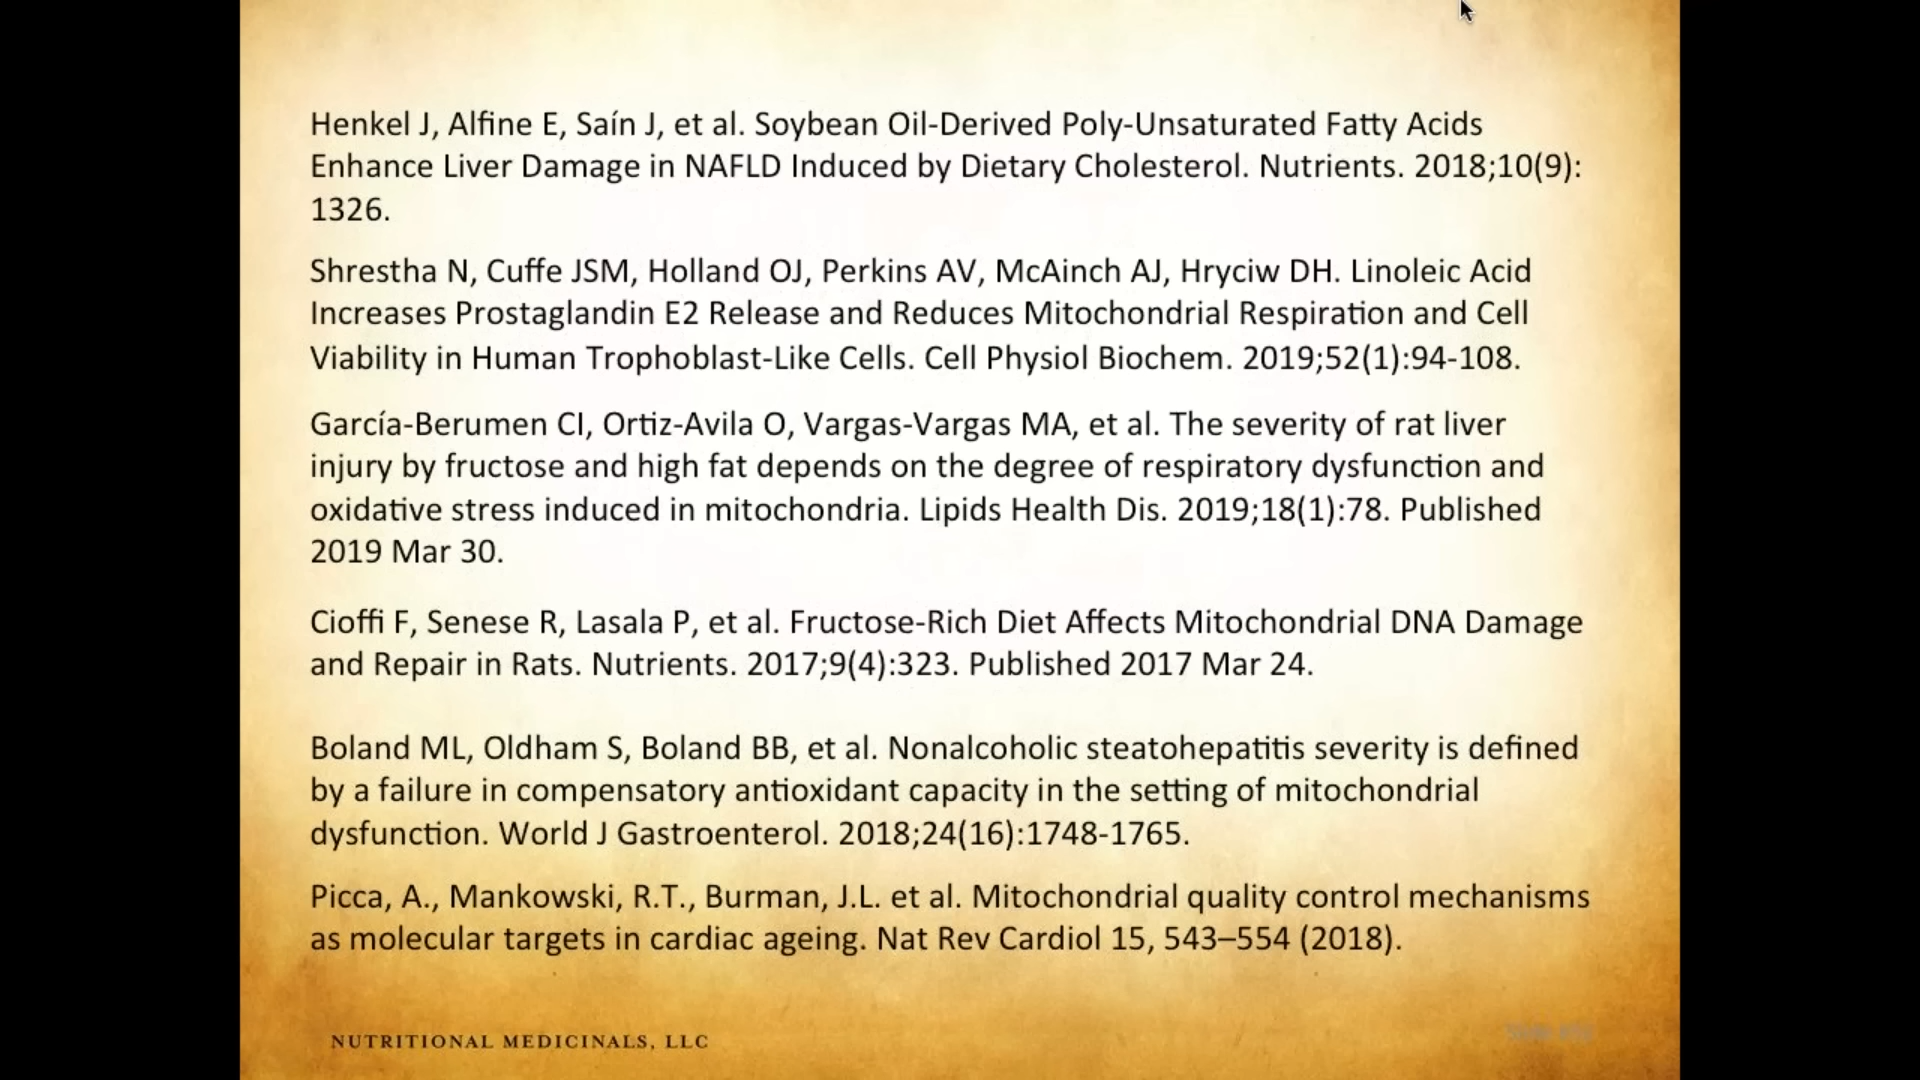 Henkel J, Alfine E, Saín J, et al. Soybean Oil-Derived Poly-Unsaturated Fatty Acids
Enhance Liver Damage in NAFLD Induced by Dietary Cholesterol. Nutrients. 2018;10(9):
1326.
Shrestha N, Cuffe JSM, Holland OJ, Perkins AV, McAinch AJ, Hryciw DH. Linoleic Acid
Increases Prostaglandin E2 Release and Reduces Mitochondrial Respiration and Cell
Viability in Human Trophoblast-Like Cells. Cell Physiol Biochem. 2019;52(1):94-108.
García-Berumen CI, Ortiz-Avila O, Vargas-Vargas MA, et al. The severity of rat liver
injury by fructose and high fat depends on the degree of respiratory dysfunction and
oxidative stress induced in mitochondria. Lipids Health Dis. 2019;18(1):78. Published
2019 Mar 30.
Cioffi F, Senese R, Lasala P, et al. Fructose-Rich Diet Affects Mitochondrial DNA Damage
and Repair in Rats. Nutrients. 2017;9(4):323. Published 2017 Mar 24.
Boland ML, Oldham S, Boland BB, et al. Nonalcoholic steatohepatitis severity is defined
by a failure in compensatory antioxidant capacity in the setting of mitochondrial
dysfunction. World J Gastroenterol. 2018;24(16):1748-1765.
Picca, A., Mankowski, R.T., Burman, J.L. et al. Mitochondrial quality control mechanisms
as molecular targets in cardiac ageing. Nat Rev Cardiol 15, 543–554 (2018).
NUTRITIONAL MEDICINALS, LLC